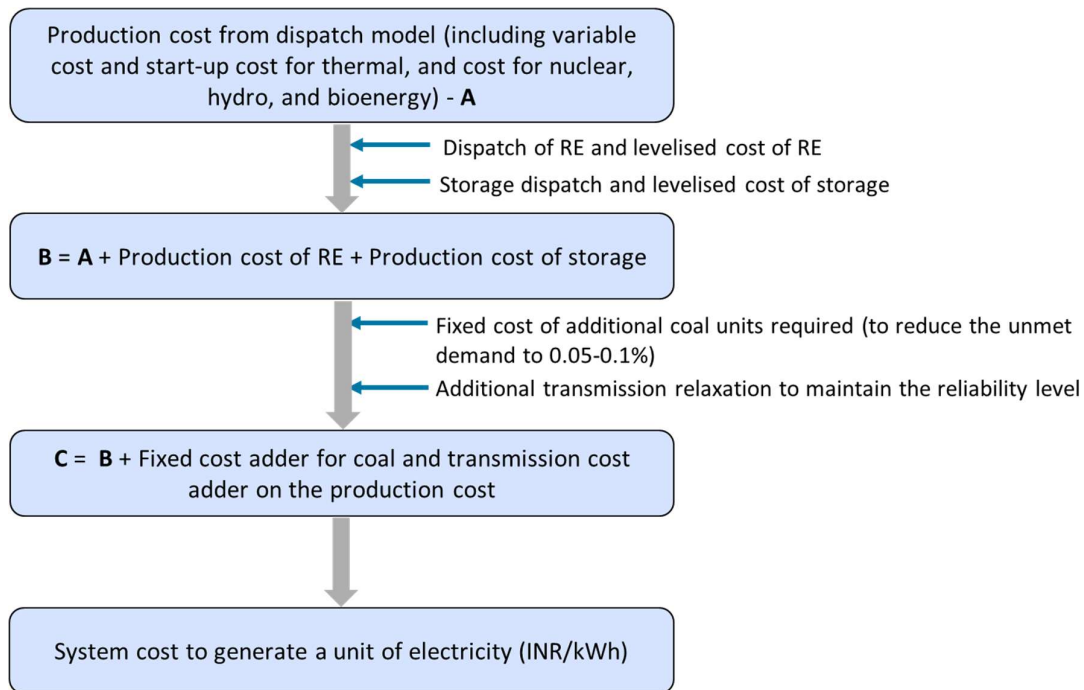 Production cost from dispatch model (including variable
cost and start-up cost for thermal, and cost for nuclear,
hydro, and bioenergy) - A
Dispatch of RE and levelised cost of RE
Storage dispatch and levelised cost of storage
B = A + Production cost of RE + Production cost of storage
Fixed cost of additional coal units required (to reduce the unmet
demand to 0.05-0.1%)
Additional transmission relaxation to maintain the reliability level
C = B + Fixed cost adder for coal and transmission cost
adder on the production cost
System cost to generate a unit of electricity (INR/kWh)